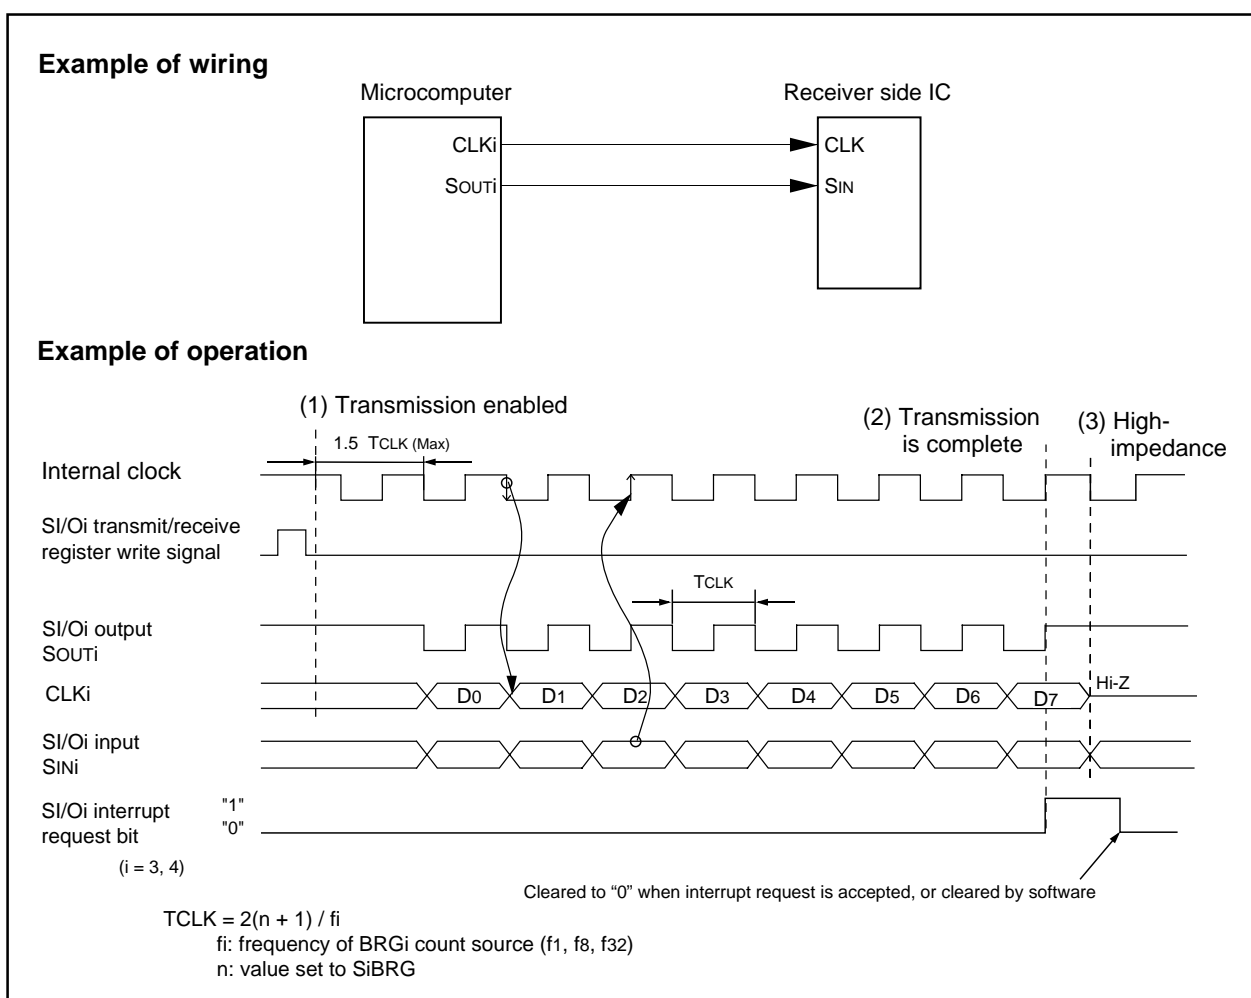 Example of wiring
Microcomputer
Receiver side IC
CLKi
CLK
SOUTi
SIN
Example of operation
(1) Transmission enabled
(2) Transmission
is complete
(3) High-
impedance
1.5 TCLK (Max)
Internal clock
SI/Oi transmit/receive
register write signal
TCLK
SI/Oi output
SOUTi
CLKi
D0 D1 D2 D3 D4 D5 D6 D7
Hi-Z
SI/Oi input
SINi
SI/Oi interrupt
request bit
"1"
"0"
(i = 3, 4)
Cleared to “0” when interrupt request is accepted, or cleared by software
TCLK = 2(n + 1) / fi
fi: frequency of BRGi count source (f1, f8, f32)
n: value set to SiBRG